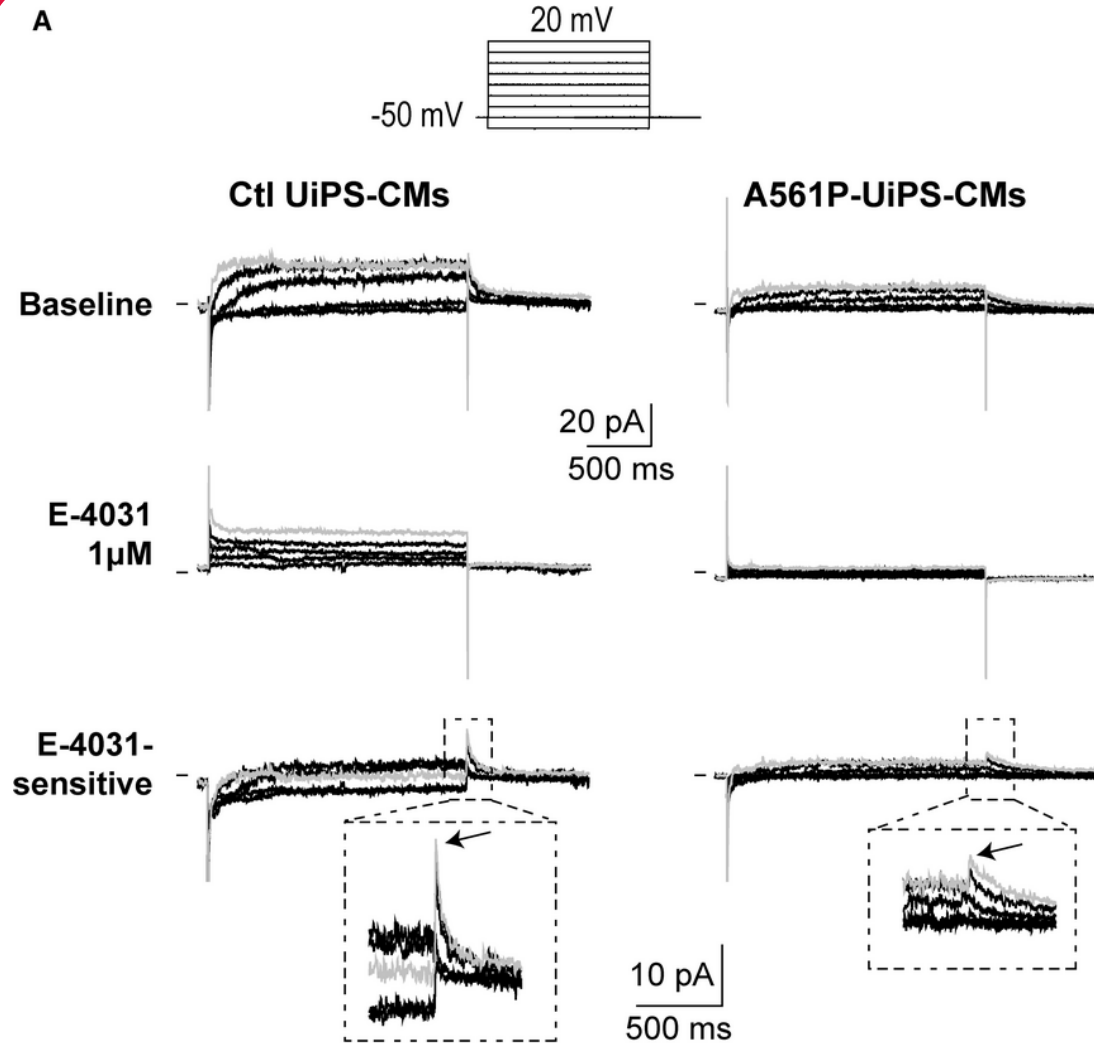 A
20 mV
-50 mV
Ctl UiPS-CMs
A561P-UiPS-CMs
Baseline
20 pA
500 ms
E-4031
1µM
E-4031-
sensitive
10 pA
500 ms